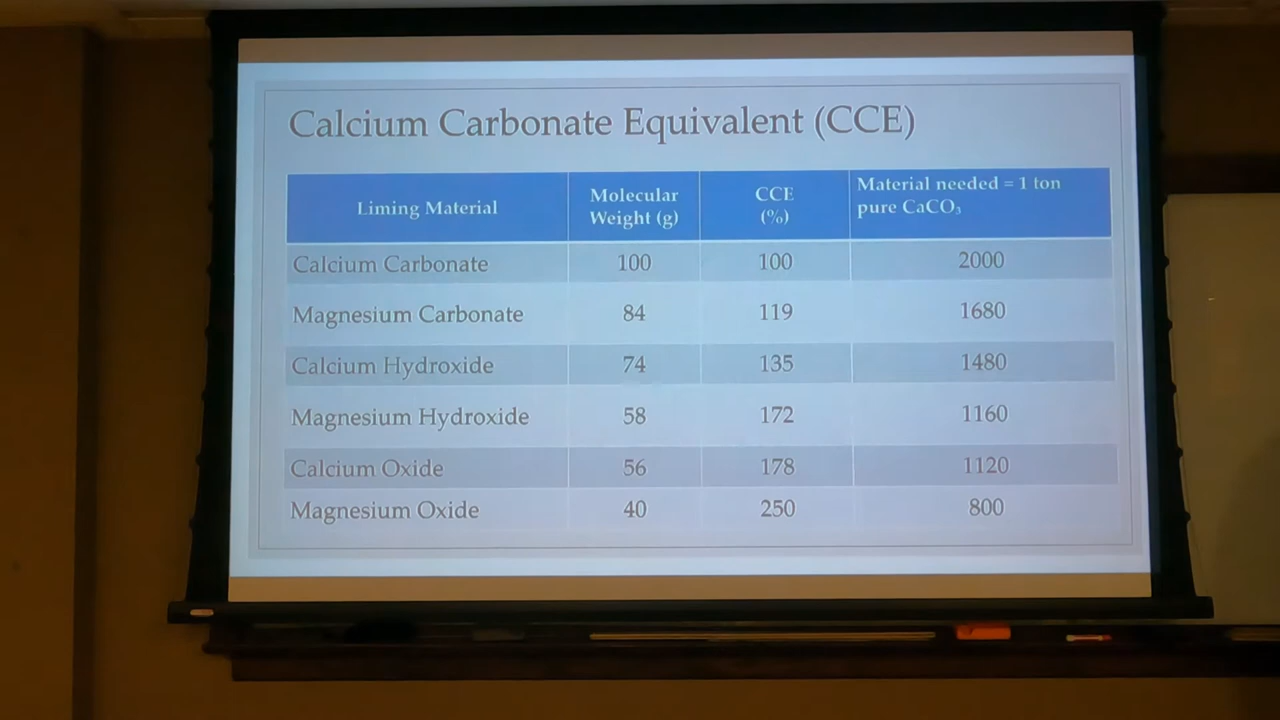 Calcium Carbonate Equivalent (CCE)
Liming Material
Molecular Weight (g)
CCE (%)
Material needed = 1 ton pure CaCO₃
Calcium Carbonate 100 100 2000
Magnesium Carbonate 84 119 1680
Calcium Hydroxide 74 135 1480
Magnesium Hydroxide 58 172 1160
Calcium Oxide 56 178 1120
Magnesium Oxide 40 250 800